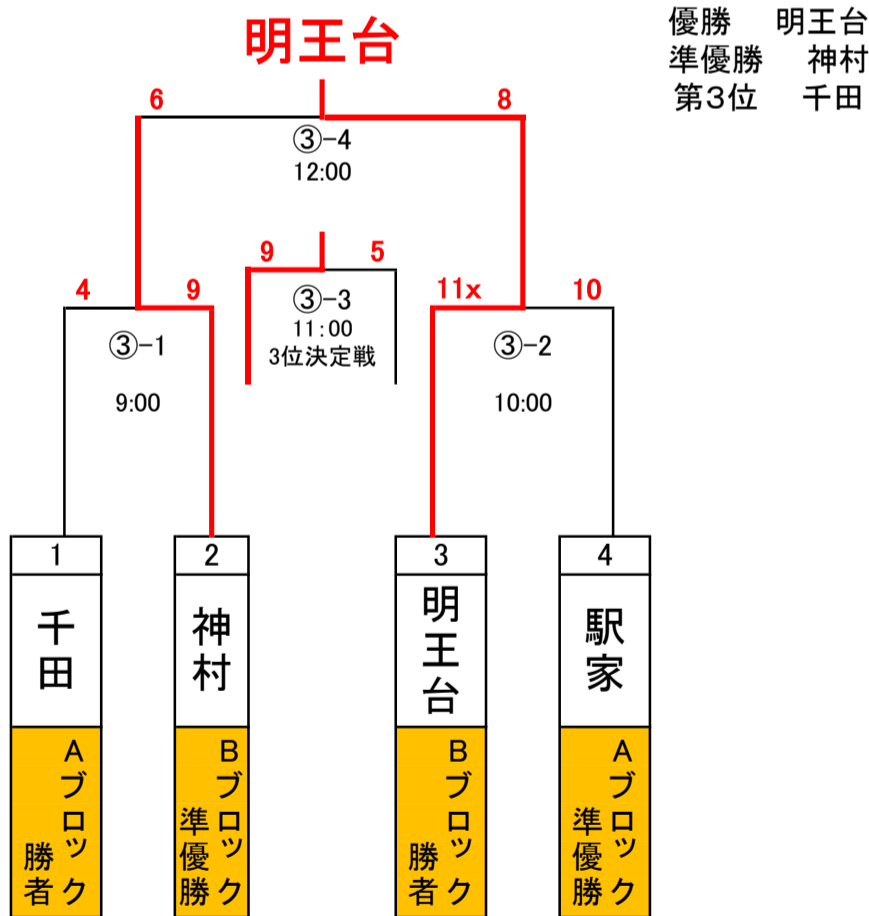 明王台
優勝 明王台
準優勝 神村
第3位 千田
6
8
③-4
12:00
9
5
③-3
11:00
3位決定戦
4
9
③-1
9:00
11x
10
③-2
10:00
1
千田
Aブロック
勝者
2
神村
Bブロック
準優勝
3
明王台
Bブロック
勝者
4
駅家
Aブロック
準優勝